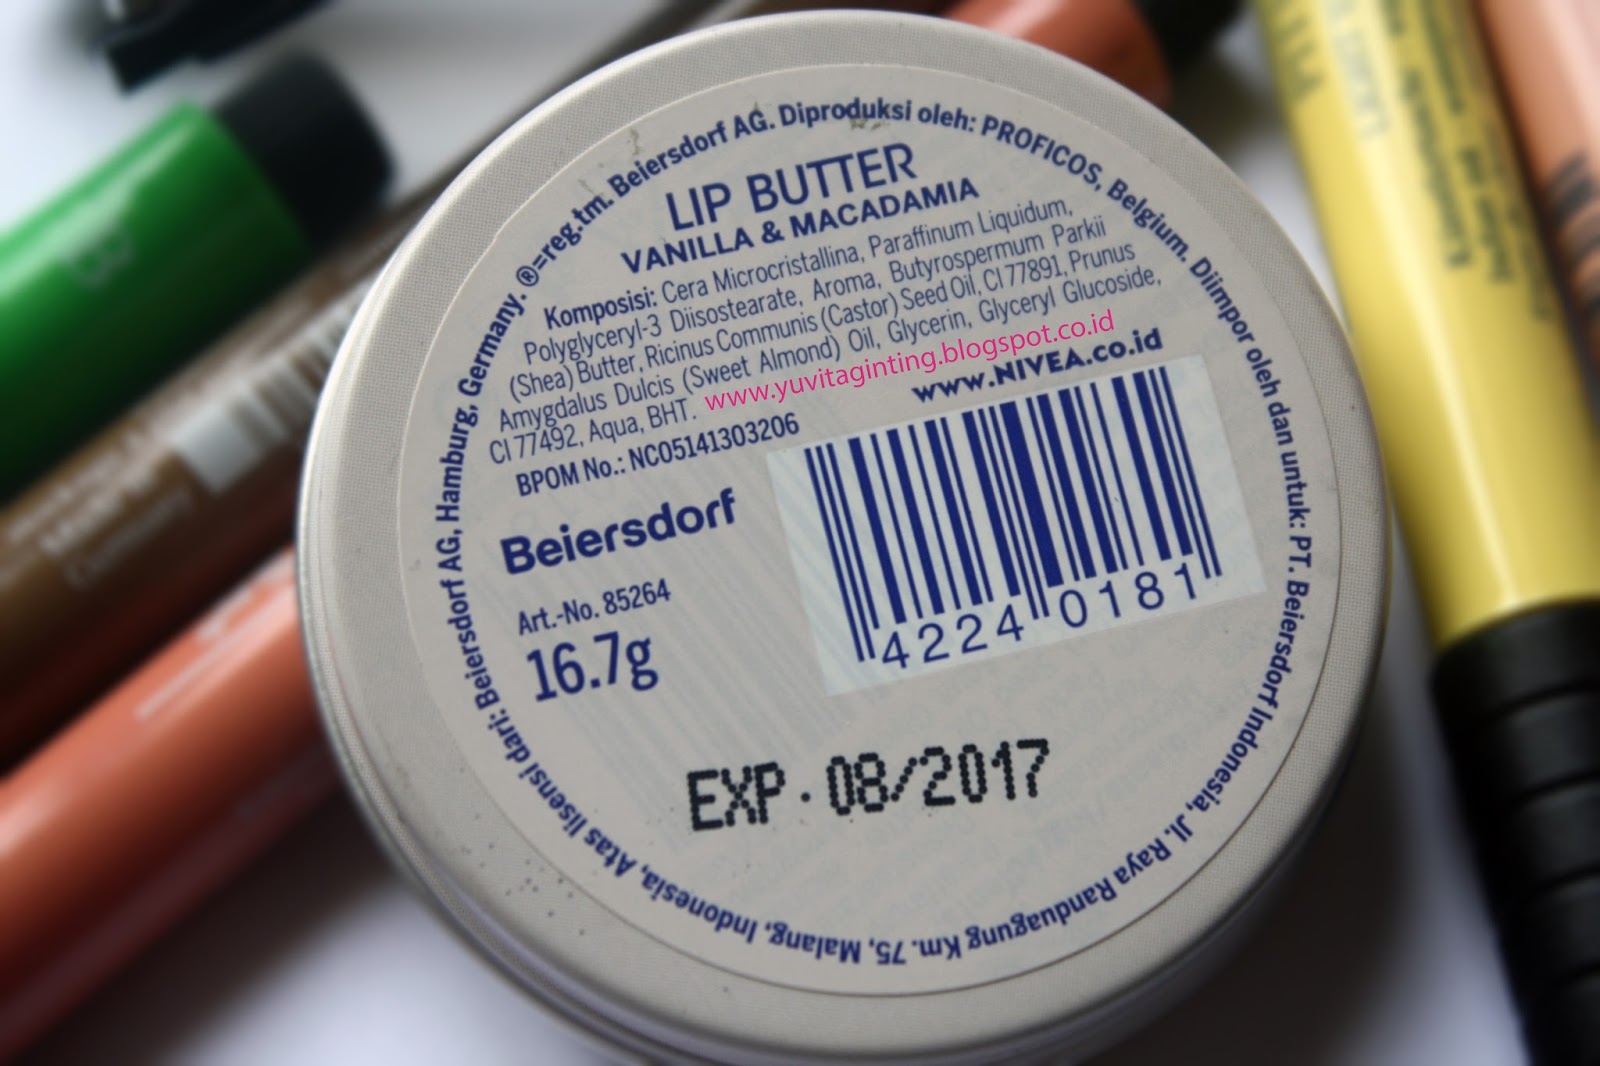 ®=reg.tm. Beiersdorf AG. Diproduksi oleh: PROFICOS, Belgium. Diimpor oleh dan untuk: PT. Beiersdorf Indonesia, Jl. Raya Randuagung Km. 75, Malang, Indonesia, Atas lisensi dari: Beiersdorf AG, Hamburg, Germany.
LIP BUTTER
VANILLA & MACADAMIA
Komposisi: Cera Microcristallina, Paraffinum Liquidum,
Polyglyceryl-3 Diisostearate, Aroma, Butyrospermum Parkii
(Shea) Butter, Ricinus Communis (Castor) Seed Oil, CI 77891, Prunus
Amygdalus Dulcis (Sweet Almond) Oil, Glycerin, Glyceryl Glucoside,
CI 77492, Aqua, BHT.
www.yuvitaginting.blogspot.co.id
www.NIVEA.co.id
BPOM No.: NC05141303206
Beiersdorf
Art.-No. 85264
16.7g
4224 0181
EXP · 08/2017